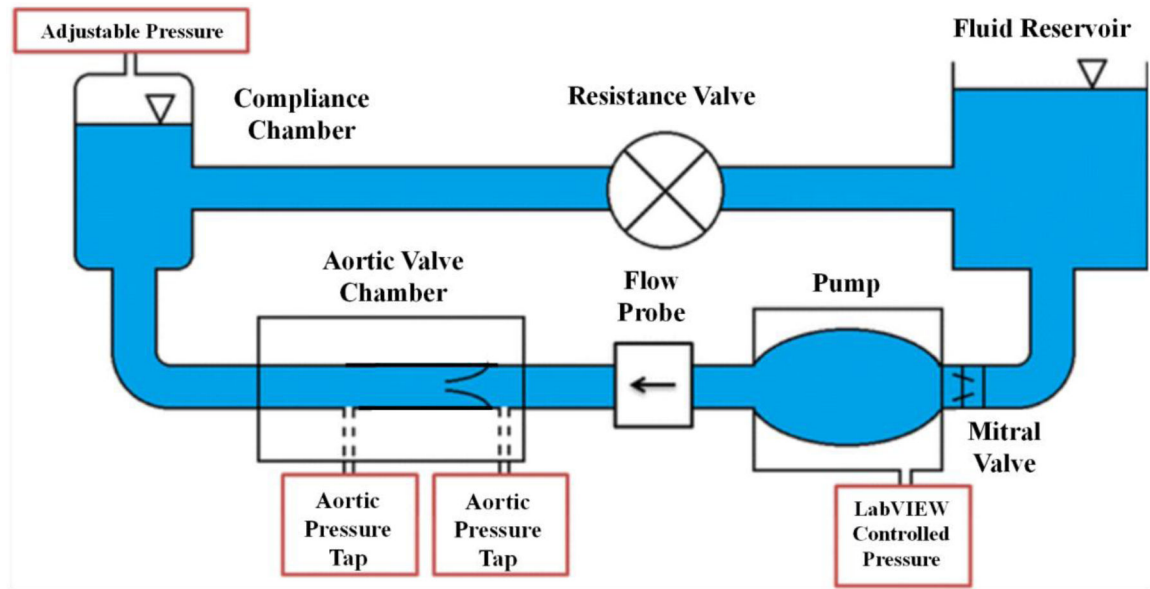 Adjustable Pressure
Fluid Reservoir
Compliance
Chamber
Resistance Valve
Aortic Valve
Chamber
Flow
Probe
Pump
Mitral
Valve
Aortic
Pressure
Tap
Aortic
Pressure
Tap
LabVIEW
Controlled
Pressure